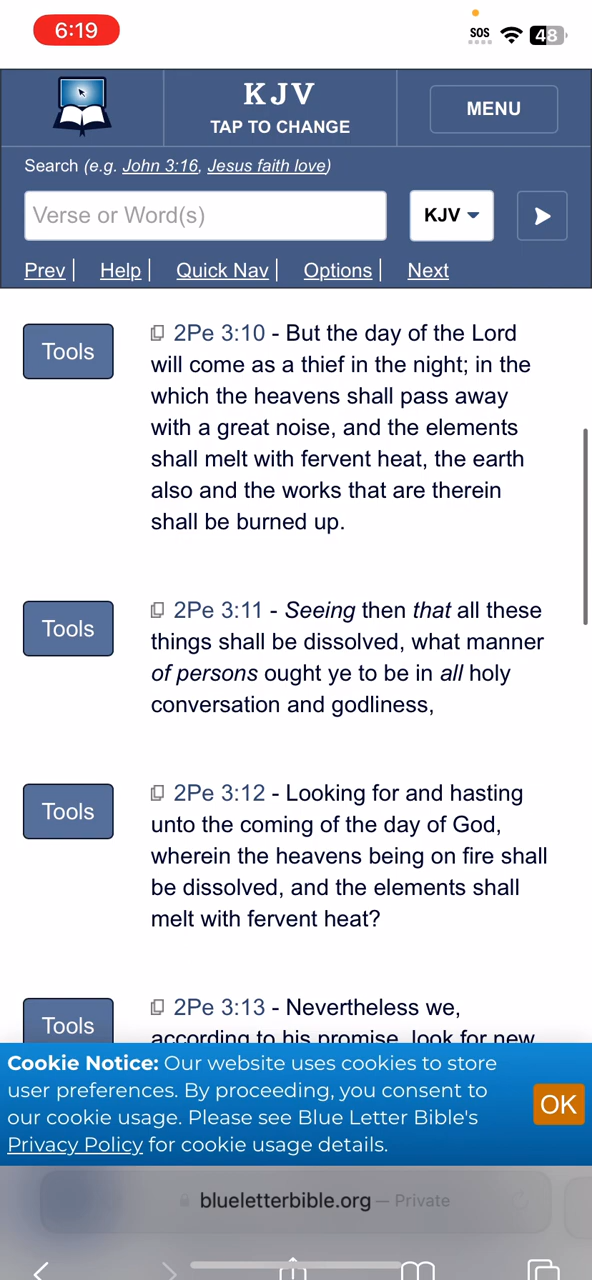 6:19
SOS
48
KJV
TAP TO CHANGE
MENU
Search (e.g. John 3:16, Jesus faith love)
Verse or Word(s)
KJV
Prev | Help | Quick Nav | Options | Next
Tools
2Pe 3:10 - But the day of the Lord
will come as a thief in the night; in the
which the heavens shall pass away
with a great noise, and the elements
shall melt with fervent heat, the earth
also and the works that are therein
shall be burned up.
Tools
2Pe 3:11 - Seeing then that all these
things shall be dissolved, what manner
of persons ought ye to be in all holy
conversation and godliness,
Tools
2Pe 3:12 - Looking for and hasting
unto the coming of the day of God,
wherein the heavens being on fire shall
be dissolved, and the elements shall
melt with fervent heat?
Tools
2Pe 3:13 - Nevertheless we,
according to his promise, look for new
Cookie Notice: Our website uses cookies to store
user preferences. By proceeding, you consent to
our cookie usage. Please see Blue Letter Bible's
Privacy Policy for cookie usage details.
OK
blueletterbible.org — Private